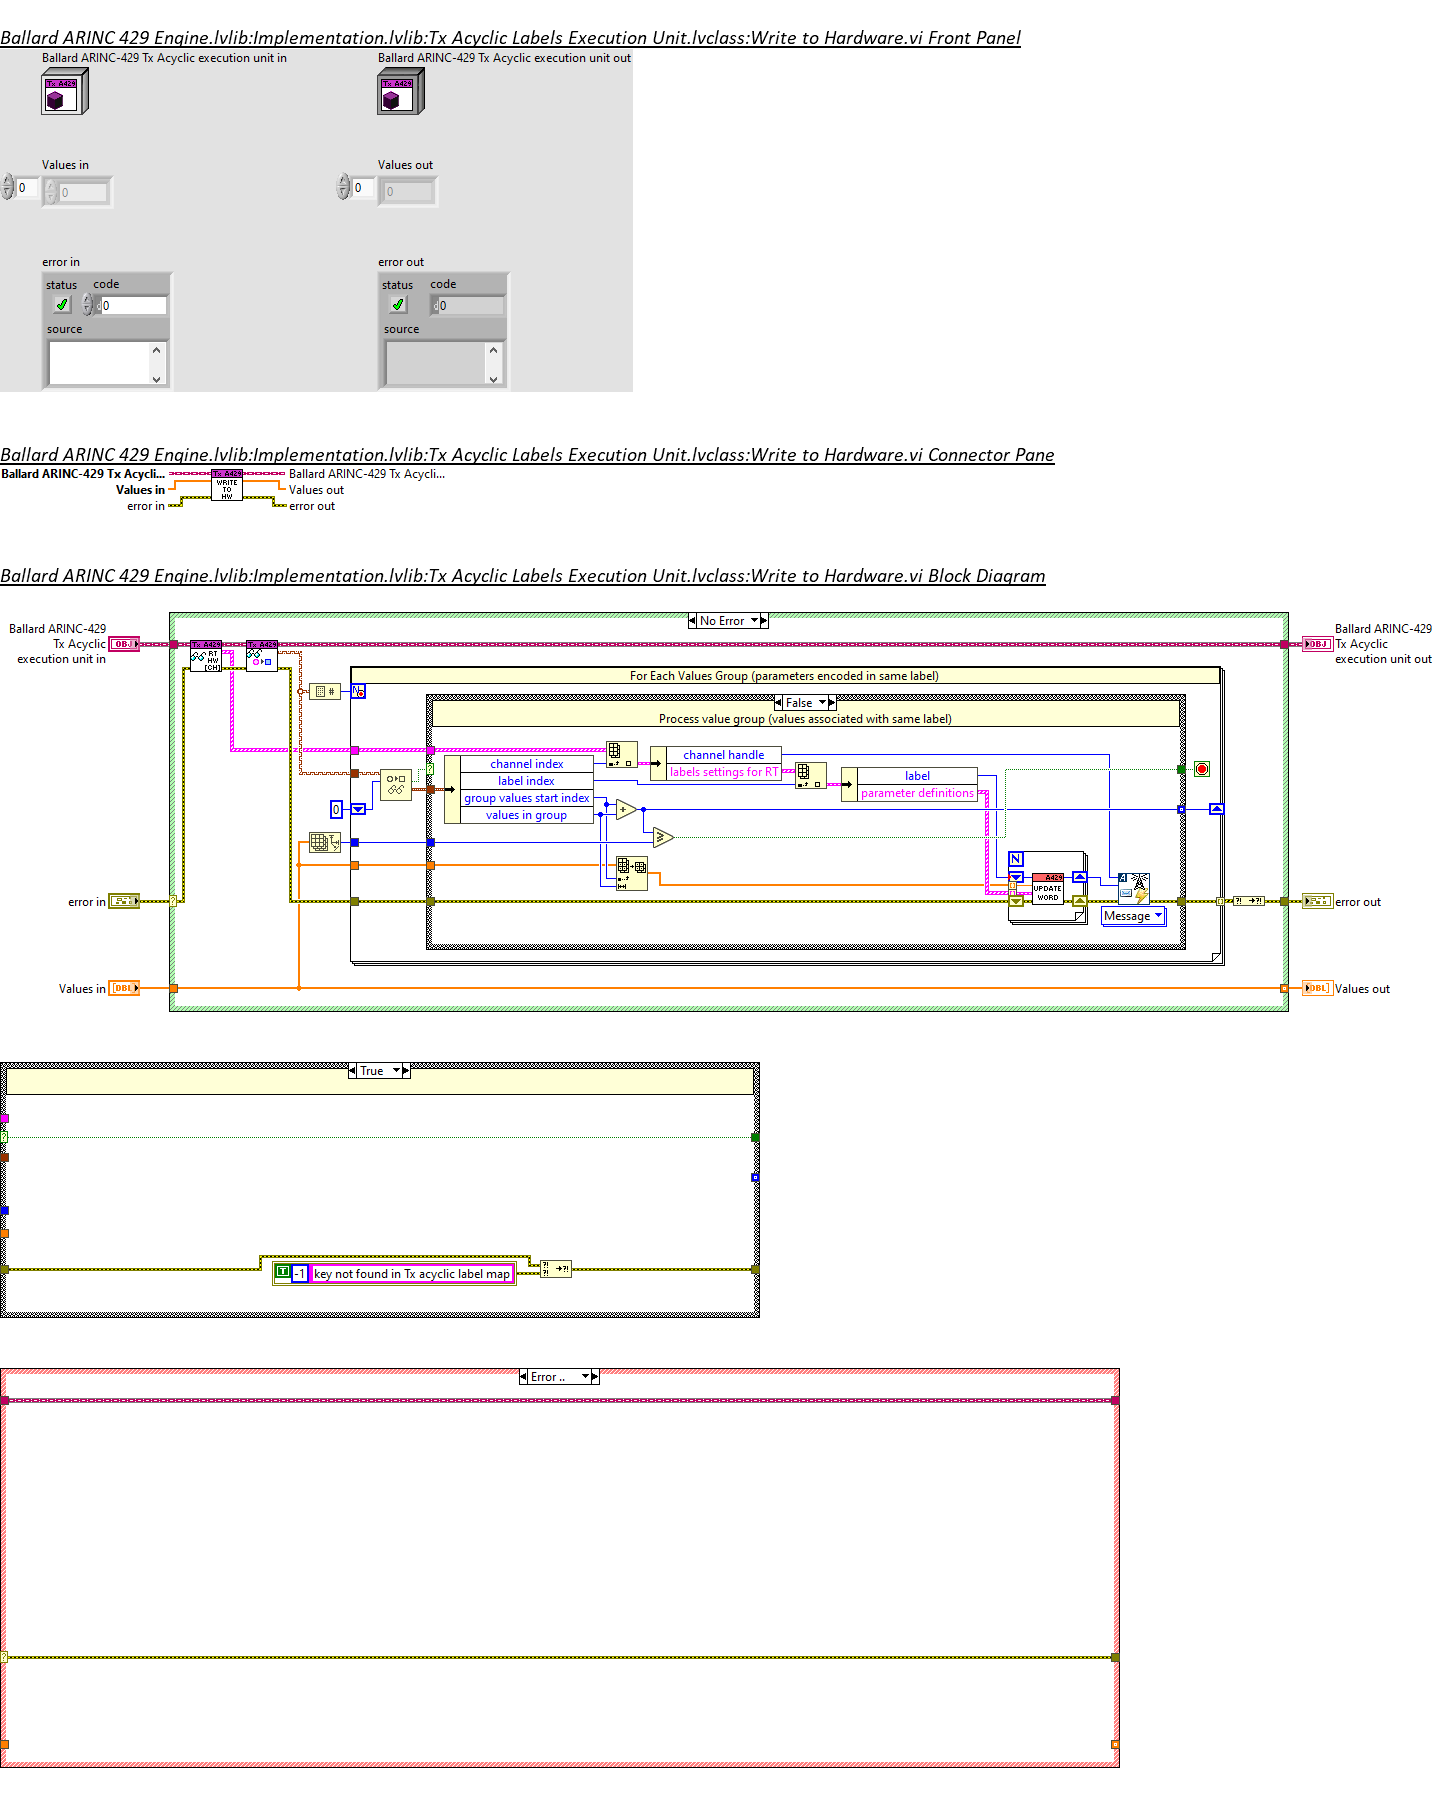 Ballard ARINC 429 Engine.lvlib:Implementation.lvlib:Tx Acyclic Labels Execution Unit.lvclass:Write to Hardware.vi Front Panel
Ballard ARINC-429 Tx Acyclic execution unit in
Ballard ARINC-429 Tx Acyclic execution unit out
Tx A429
Tx A429
Values in
Values out
0
0
0
0
error in
error out
status
code
status
code
0
0
source
source
Ballard ARINC 429 Engine.lvlib:Implementation.lvlib:Tx Acyclic Labels Execution Unit.lvclass:Write to Hardware.vi Connector Pane
Ballard ARINC-429 Tx Acycli...
Tx A429
Ballard ARINC-429 Tx Acycli...
Values in
WRITE
TO
HW
Values out
error in
error out
Ballard ARINC 429 Engine.lvlib:Implementation.lvlib:Tx Acyclic Labels Execution Unit.lvclass:Write to Hardware.vi Block Diagram
No Error
Ballard ARINC-429
Tx Acyclic
execution unit in
OBJ
Ballard ARINC-429
Tx Acyclic
execution unit out
OBJ
Tx A429
RT
HW
[CH]
Tx A429
For Each Values Group (parameters encoded in same label)
#
N
False
Process value group (values associated with same label)
channel index
label index
group values start index
values in group
channel handle
labels settings for RT
label
parameter definitions
0
+
N
A429
UPDATE
WORD
Message
error in
?!
error out
Values in
DBL
DBL
Values out
True
?
T
-1
key not found in Tx acyclic label map
?!
?!
?!
Error ..
?